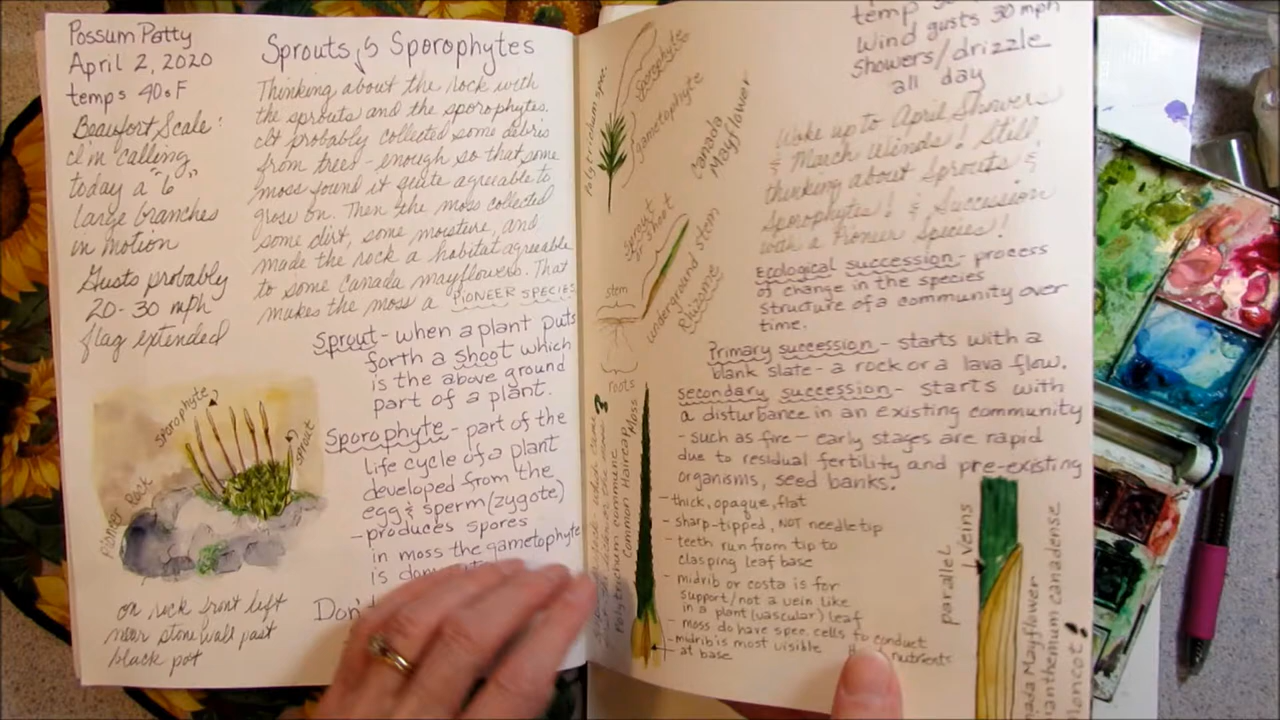 Possum Patty
April 2, 2020
temps 40s F
Beaufort Scale:
I'm calling
today a "6"
large branches
in motion
Gusts probably
20-30 mph
flag extended
Sprouts & Sporophytes
Thinking about the rock with
the sprouts and the sporophytes.
It probably collected some debris
from trees - enough so that some
moss found it quite agreeable to
grow on. Then the moss collected
some dirt, some moisture, and
made the rock a habitat agreeable
to some Canada mayflowers. That
makes the moss a PIONEER SPECIES
Sprout - when a plant puts
forth a shoot which
is the above ground
part of a plant.
Sporophyte - part of the
life cycle of a plant
developed from the
egg & sperm (zygote)
- produces spores
in moss the gametophyte
is
Sporophyte
sprout
Pioneer Rock
on rock front left
near stone wall past
black pot
Don't
Polytrichum spec.
Sporophyte
gametophyte
Canada
Mayflower
Sprout
or Shoot
stem
underground stem
Rhizome
roots
temp
Wind gusts 30 mph
Showers/drizzle
all day
Woke up to April Showers
& March Winds! Still
thinking about Sprouts &
Sporophytes! & Succession
with a Pioneer Species!
Ecological succession - process
of change in the species
structure of a community over
time.
Primary succession - starts with a
blank slate - a rock or a lava flow.
secondary succession - starts with
a disturbance in an existing community
- such as fire - early stages are rapid
due to residual fertility and pre-existing
organisms, seed banks.
- thick, opaque, flat
- sharp-tipped, NOT needle tip
- teeth run from tip to
clasping leaf base
- midrib or costa is for
support/not a vein like
in a plant (vascular) leaf
- moss do have spec. cells to conduct
nutrients
- midrib is most visible
at base
Polytrichum commune
Common Haircap Moss
parallel
veins
Mayflower
canadense